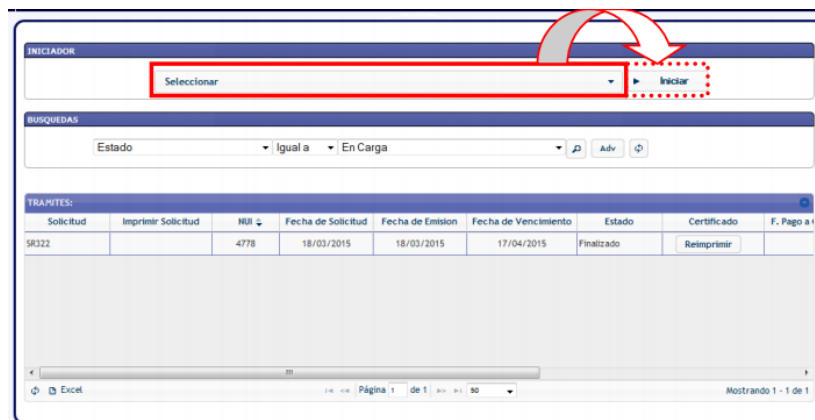 INICIADOR
Seleccionar Iniciar
BUSQUEDAS
Estado Igual a En Carga Adv
TRAMITES:
Solicitud Imprimir Solicitud NUI Fecha de Solicitud Fecha de Emision Fecha de Vencimiento Estado Certificado F. Pago a
SR322 4778 18/03/2015 18/03/2015 17/04/2015 Finalizado Reimprimir
Excel Página 1 de 1 50 Mostrando 1 - 1 de 1